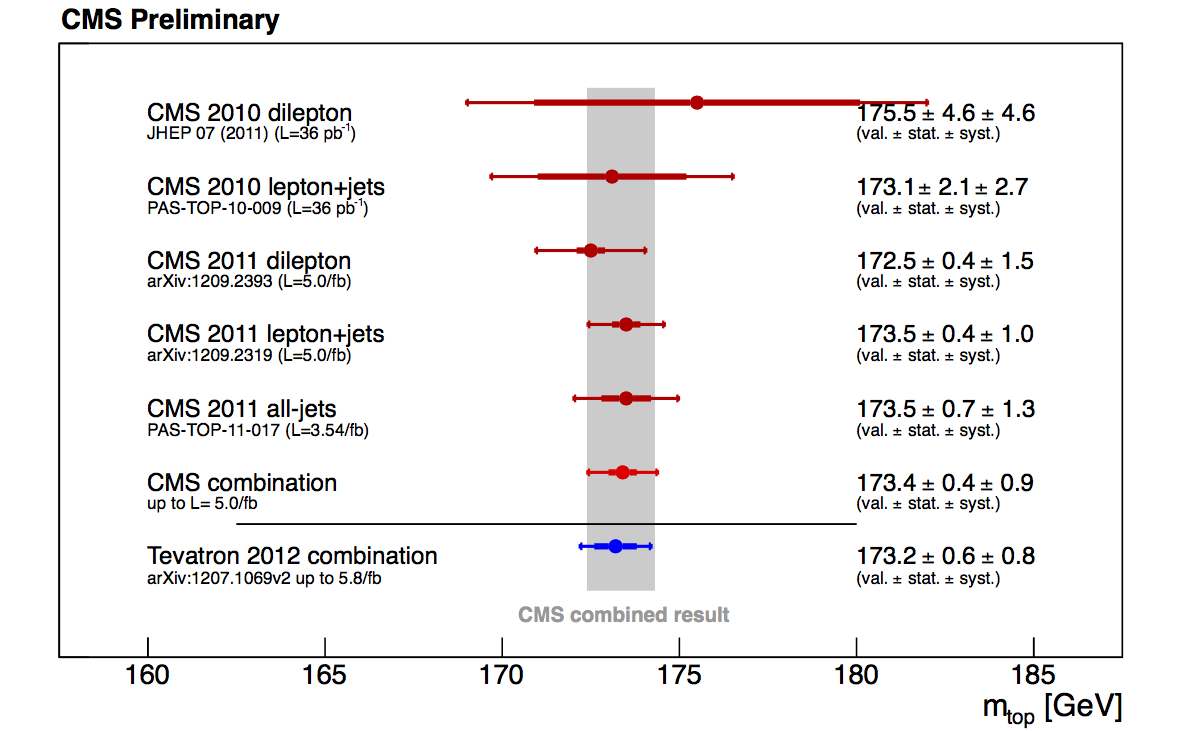 CMS Preliminary
CMS 2010 dilepton
JHEP 07 (2011) (L=36 pb⁻¹)
175.5 ± 4.6 ± 4.6
(val. ± stat. ± syst.)
CMS 2010 lepton+jets
PAS-TOP-10-009 (L=36 pb⁻¹)
173.1 ± 2.1 ± 2.7
(val. ± stat. ± syst.)
CMS 2011 dilepton
arXiv:1209.2393 (L=5.0/fb)
172.5 ± 0.4 ± 1.5
(val. ± stat. ± syst.)
CMS 2011 lepton+jets
arXiv:1209.2319 (L=5.0/fb)
173.5 ± 0.4 ± 1.0
(val. ± stat. ± syst.)
CMS 2011 all-jets
PAS-TOP-11-017 (L=3.54/fb)
173.5 ± 0.7 ± 1.3
(val. ± stat. ± syst.)
CMS combination
up to L= 5.0/fb
173.4 ± 0.4 ± 0.9
(val. ± stat. ± syst.)
Tevatron 2012 combination
arXiv:1207.1069v2 up to 5.8/fb
173.2 ± 0.6 ± 0.8
(val. ± stat. ± syst.)
CMS combined result
160 165 170 175 180 185
m_top [GeV]